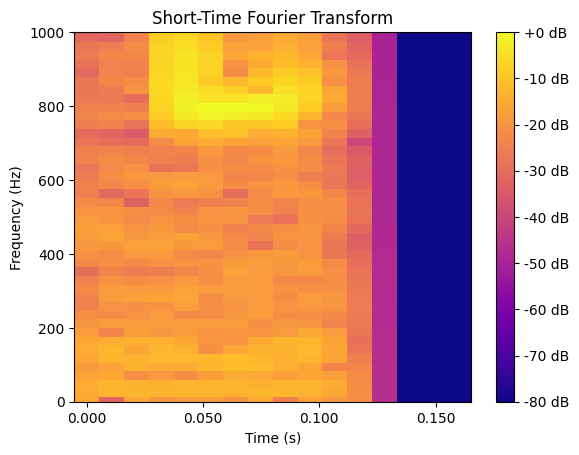 Short-Time Fourier Transform
1000
800
600
400
200
0
Frequency (Hz)
0.000
0.050
0.100
0.150
Time (s)
+0 dB
-10 dB
-20 dB
-30 dB
-40 dB
-50 dB
-60 dB
-70 dB
-80 dB